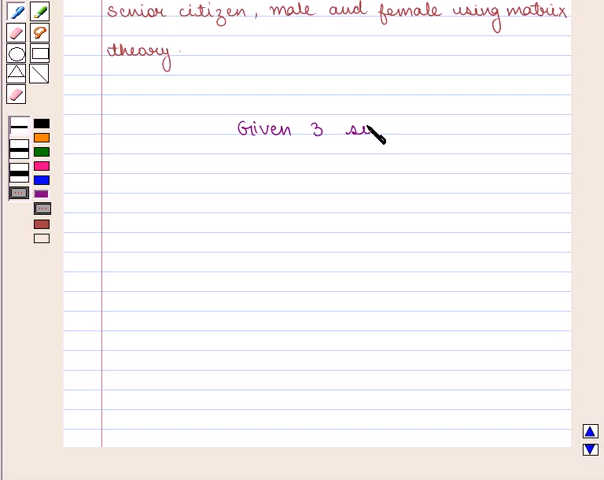 senior citizen, male and female using matrix
theory.
Given 3